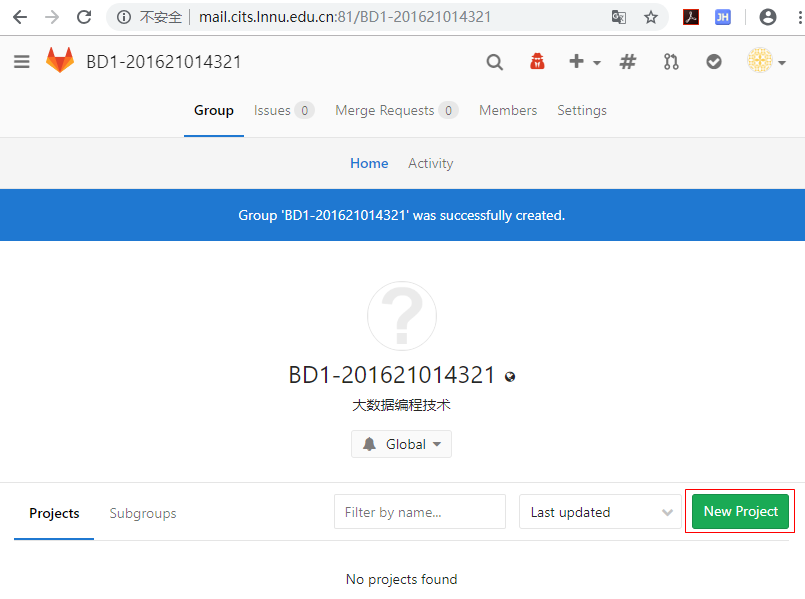 不安全 mail.cits.lnnu.edu.cn:81/BD1-201621014321 JH
BD1-201621014321
Group Issues 0 Merge Requests 0 Members Settings
Home Activity
Group 'BD1-201621014321' was successfully created.
?
BD1-201621014321
大数据编程技术
Global
Projects Subgroups Filter by name... Last updated New Project
No projects found